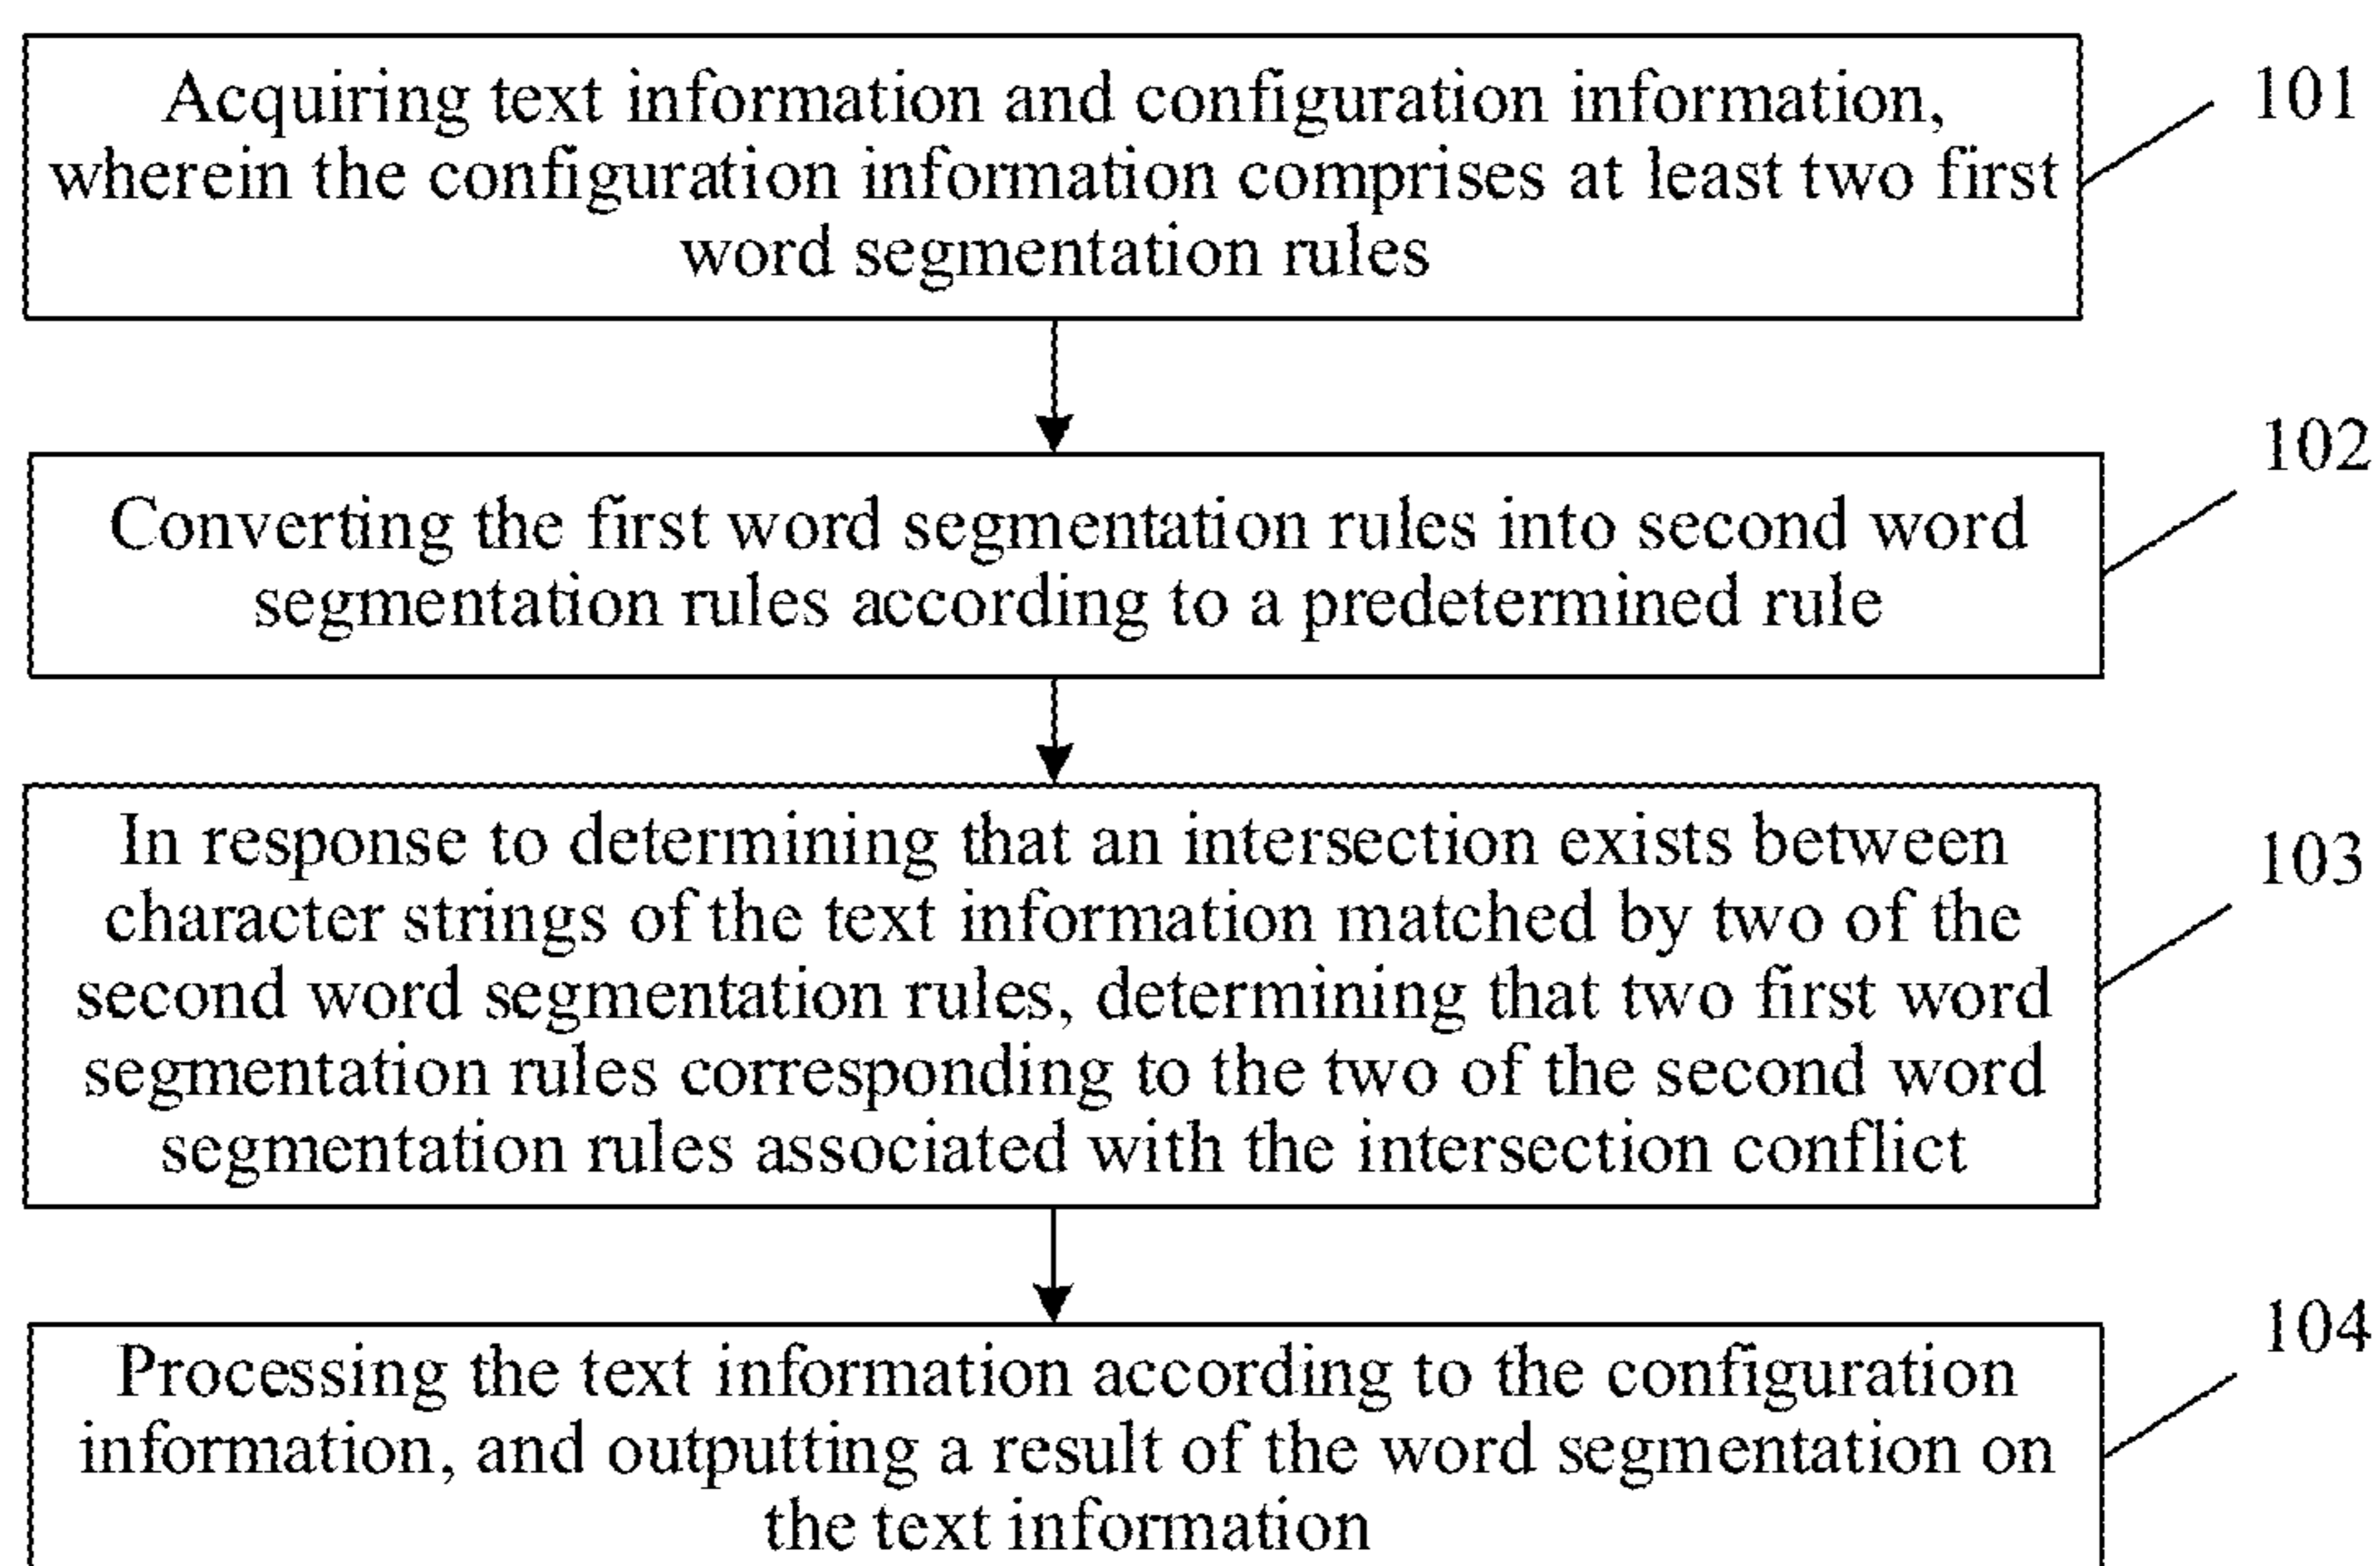 Acquiring text information and configuration information,
wherein the configuration information comprises at least two first
word segmentation rules
101
Converting the first word segmentation rules into second word
segmentation rules according to a predetermined rule
102
In response to determining that an intersection exists between
character strings of the text information matched by two of the
second word segmentation rules, determining that two first word
segmentation rules corresponding to the two of the second word
segmentation rules associated with the intersection conflict
103
Processing the text information according to the configuration
information, and outputting a result of the word segmentation on
the text information
104